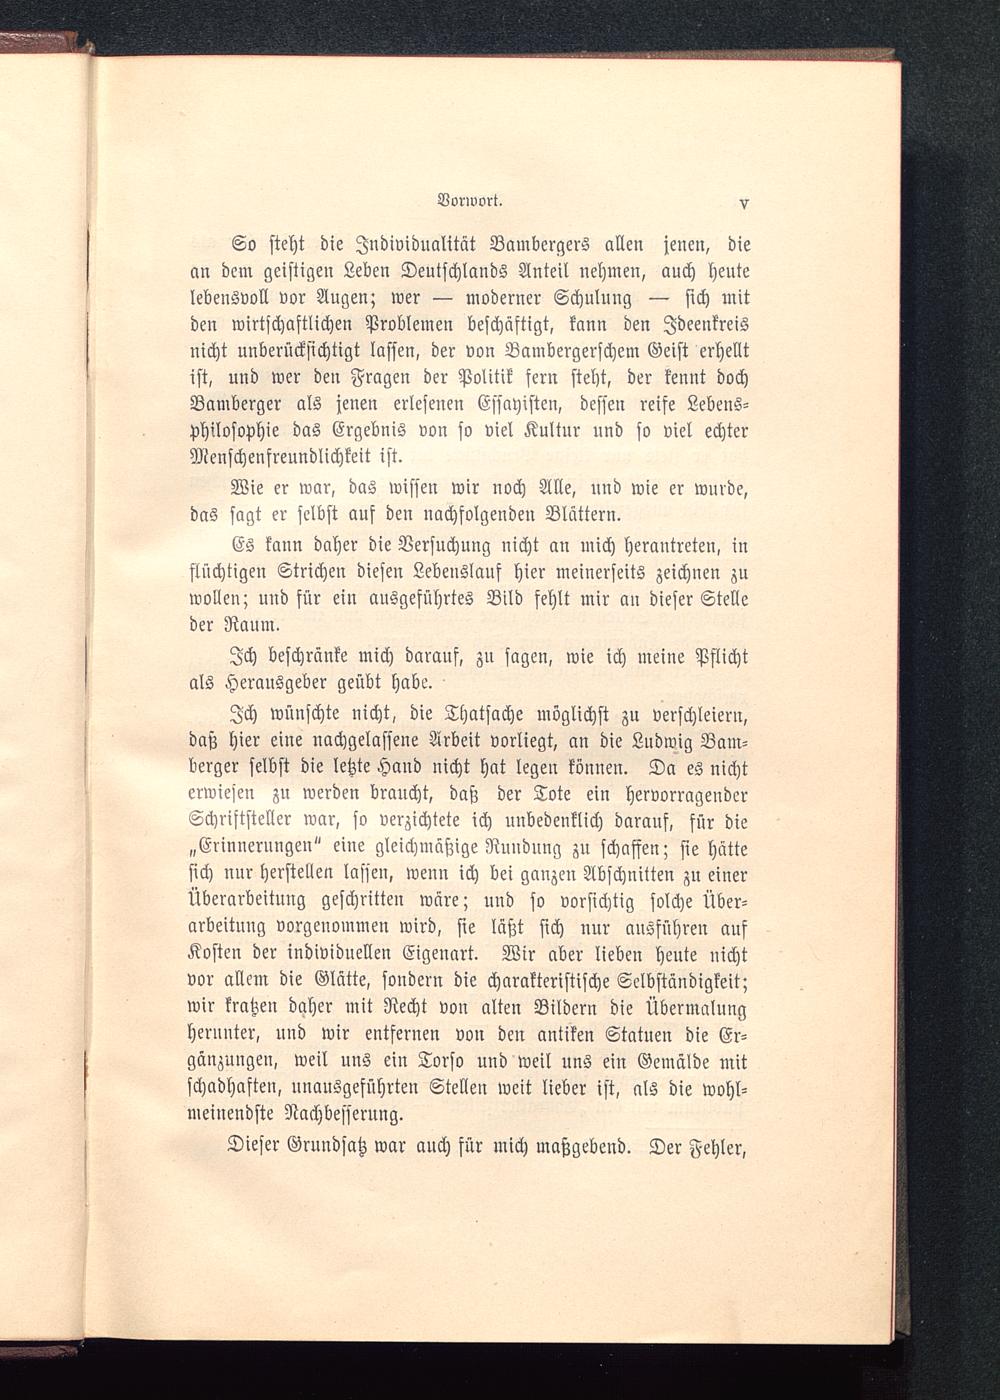 Vorwort. V
So steht die Individualität Bambergers allen jenen, die
an dem geistigen Leben Deutschlands Anteil nehmen, auch heute
lebensvoll vor Augen; wer — moderner Schulung — sich mit
den wirtschaftlichen Problemen beschäftigt, kann den Ideenkreis
nicht unberücksichtigt lassen, der von Bambergerschem Geist erhellt
ist, und wer den Fragen der Politik fern steht, der kennt doch
Bamberger als jenen erlesenen Essayisten, dessen reife Lebens-
philosophie das Ergebnis von so viel Kultur und so viel echter
Menschenfreundlichkeit ist.
Wie er war, das wissen wir noch Alle, und wie er wurde,
das sagt er selbst auf den nachfolgenden Blättern.
Es kann daher die Versuchung nicht an mich herantreten, in
flüchtigen Strichen diesen Lebenslauf hier meinerseits zeichnen zu
wollen; und für ein ausgeführtes Bild fehlt mir an dieser Stelle
der Raum.
Ich beschränke mich darauf, zu sagen, wie ich meine Pflicht
als Herausgeber geübt habe.
Ich wünschte nicht, die Thatsache möglichst zu verschleiern,
daß hier eine nachgelassene Arbeit vorliegt, an die Ludwig Bam-
berger selbst die letzte Hand nicht hat legen können. Da es nicht
erwiesen zu werden braucht, daß der Tote ein hervorragender
Schriftsteller war, so verzichtete ich unbedenklich darauf, für die
„Erinnerungen“ eine gleichmäßige Rundung zu schaffen; sie hätte
sich nur herstellen lassen, wenn ich bei ganzen Abschnitten zu einer
Überarbeitung geschritten wäre; und so vorsichtig solche Über-
arbeitung vorgenommen wird, sie läßt sich nur ausführen auf
Kosten der individuellen Eigenart. Wir aber lieben heute nicht
vor allem die Glätte, sondern die charakteristische Selbständigkeit;
wir kratzen daher mit Recht von alten Bildern die Übermalung
herunter, und wir entfernen von den antiken Statuen die Er-
gänzungen, weil uns ein Torso und weil uns ein Gemälde mit
schadhaften, unausgeführten Stellen weit lieber ist, als die wohl-
meinendste Nachbesserung.
Dieser Grundsatz war auch für mich maßgebend. Der Fehler,